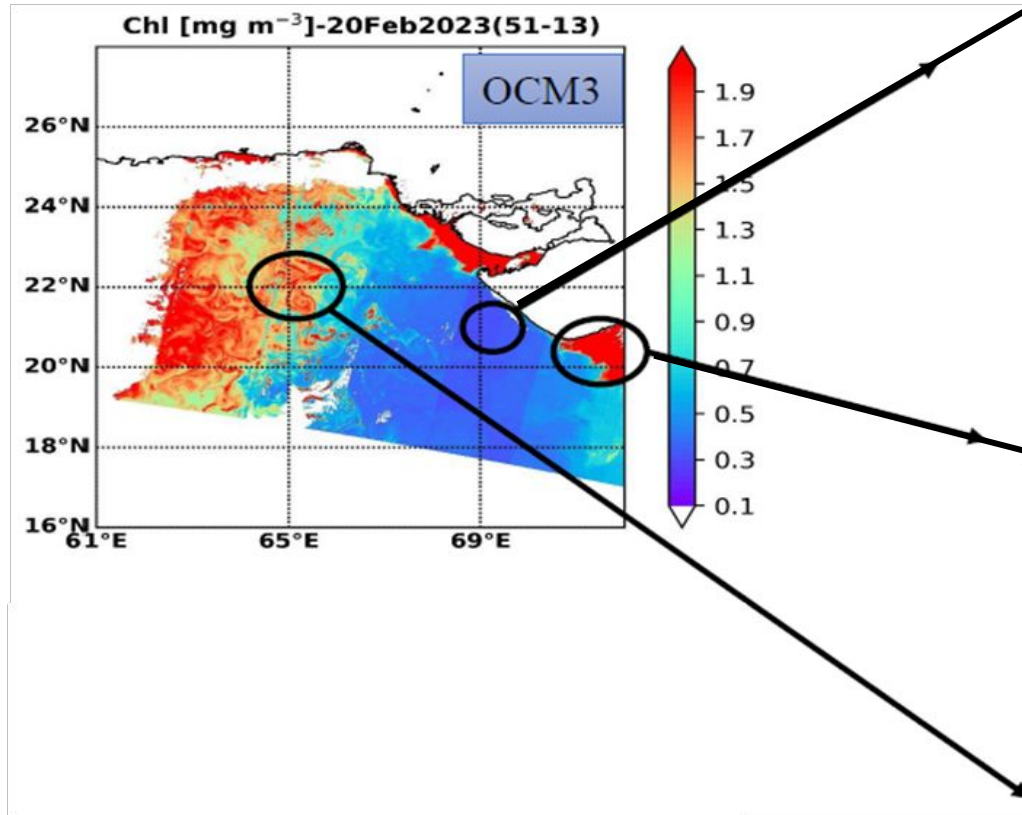 Chl [mg m⁻³]-20Feb2023(51-13)
OCM3
26°N
24°N
22°N
20°N
18°N
16°N
61°E
65°E
69°E
1.9
1.7
1.5
1.3
1.1
0.9
0.7
0.5
0.3
0.1